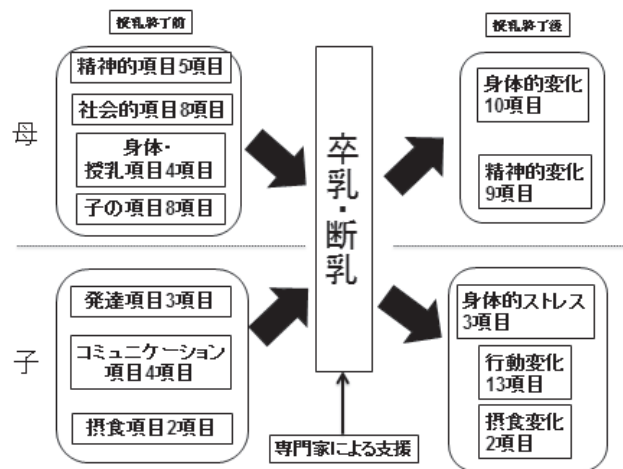 授乳終了前
授乳終了後
母
精神的項目5項目
社会的項目8項目
身体・
授乳項目4項目
子の項目8項目
卒乳・断乳
身体的変化
10項目
精神的変化
9項目
子
発達項目3項目
コミュニケーション
項目4項目
摂食項目2項目
専門家による支援
身体的ストレス
3項目
行動変化
13項目
摂食変化
2項目